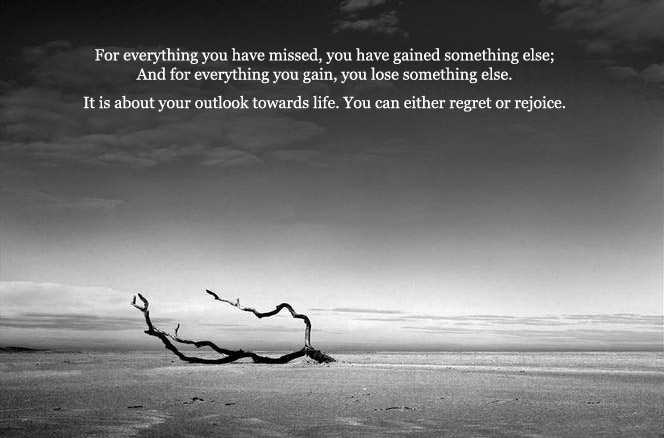 For everything you have missed, you have gained something else;
And for everything you gain, you lose something else.
It is about your outlook towards life. You can either regret or rejoice.